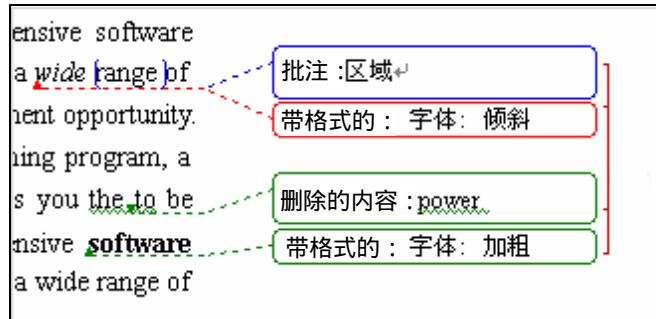 ensive software
a wide range of
nent opportunity.
ning program, a
s you the to be
ensive software
a wide range of
批注 :区域
带格式的： 字体： 倾斜
删除的内容 :power
带格式的： 字体： 加粗